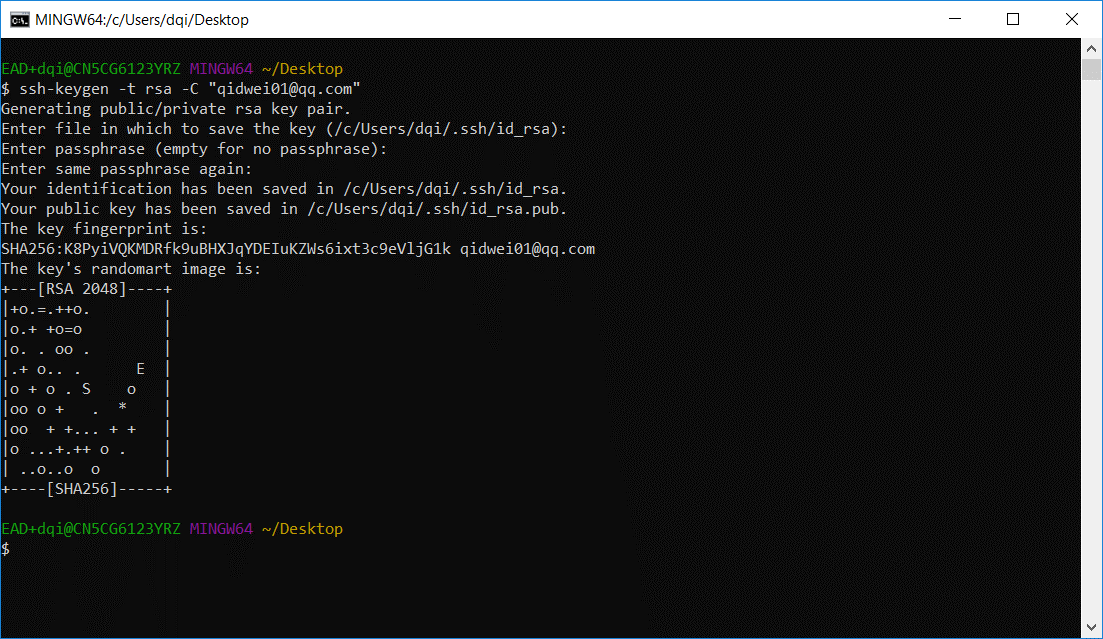 MINGW64:/c/Users/dqi/Desktop
EAD+dqi@CN5CG6123YRZ MINGW64 ~/Desktop
$ ssh-keygen -t rsa -C "qidwei01@qq.com"
Generating public/private rsa key pair.
Enter file in which to save the key (/c/Users/dqi/.ssh/id_rsa):
Enter passphrase (empty for no passphrase):
Enter same passphrase again:
Your identification has been saved in /c/Users/dqi/.ssh/id_rsa.
Your public key has been saved in /c/Users/dqi/.ssh/id_rsa.pub.
The key fingerprint is:
SHA256:K8PyiVQKMDRfk9uBHXJqYDEIuKZWs6ixt3c9eVljG1k qidwei01@qq.com
The key's randomart image is:
+---[RSA 2048]----+
|+o.=.++o.        |
|o.+ +o=o         |
|o. . oo .        |
|.+ o.. .      E  |
|o + o . S    o   |
|oo o +   .  *    |
|oo  + +... + +   |
|o ...+.++ o .    |
| ..o..o  o       |
+----[SHA256]-----+
EAD+dqi@CN5CG6123YRZ MINGW64 ~/Desktop
$